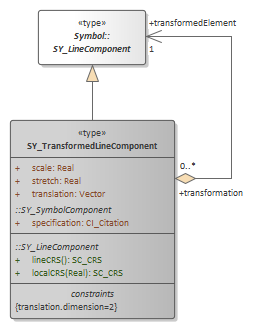 «type»
Symbol::
SY_LineComponent
+transformedElement
1
«type»
SY_TransformedLineComponent
+ scale: Real
+ stretch: Real
+ translation: Vector
::SY_SymbolComponent
+ specification: CI_Citation
::SY_LineComponent
+ lineCRS(): SC_CRS
+ localCRS(Real): SC_CRS
constraints
{translation.dimension=2}
0..*
+transformation